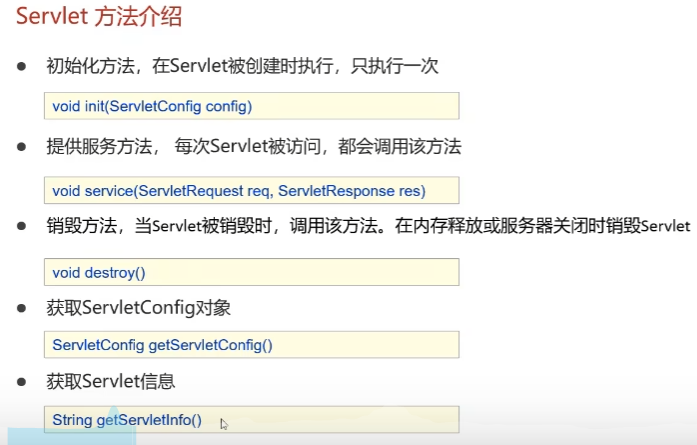 Servlet 方法介绍
● 初始化方法，在Servlet被创建时执行，只执行一次
void init(ServletConfig config)
● 提供服务方法， 每次Servlet被访问，都会调用该方法
void service(ServletRequest req, ServletResponse res)
● 销毁方法，当Servlet被销毁时，调用该方法。在内存释放或服务器关闭时销毁Servlet
void destroy()
● 获取ServletConfig对象
ServletConfig getServletConfig()
● 获取Servlet信息
String getServletInfo()